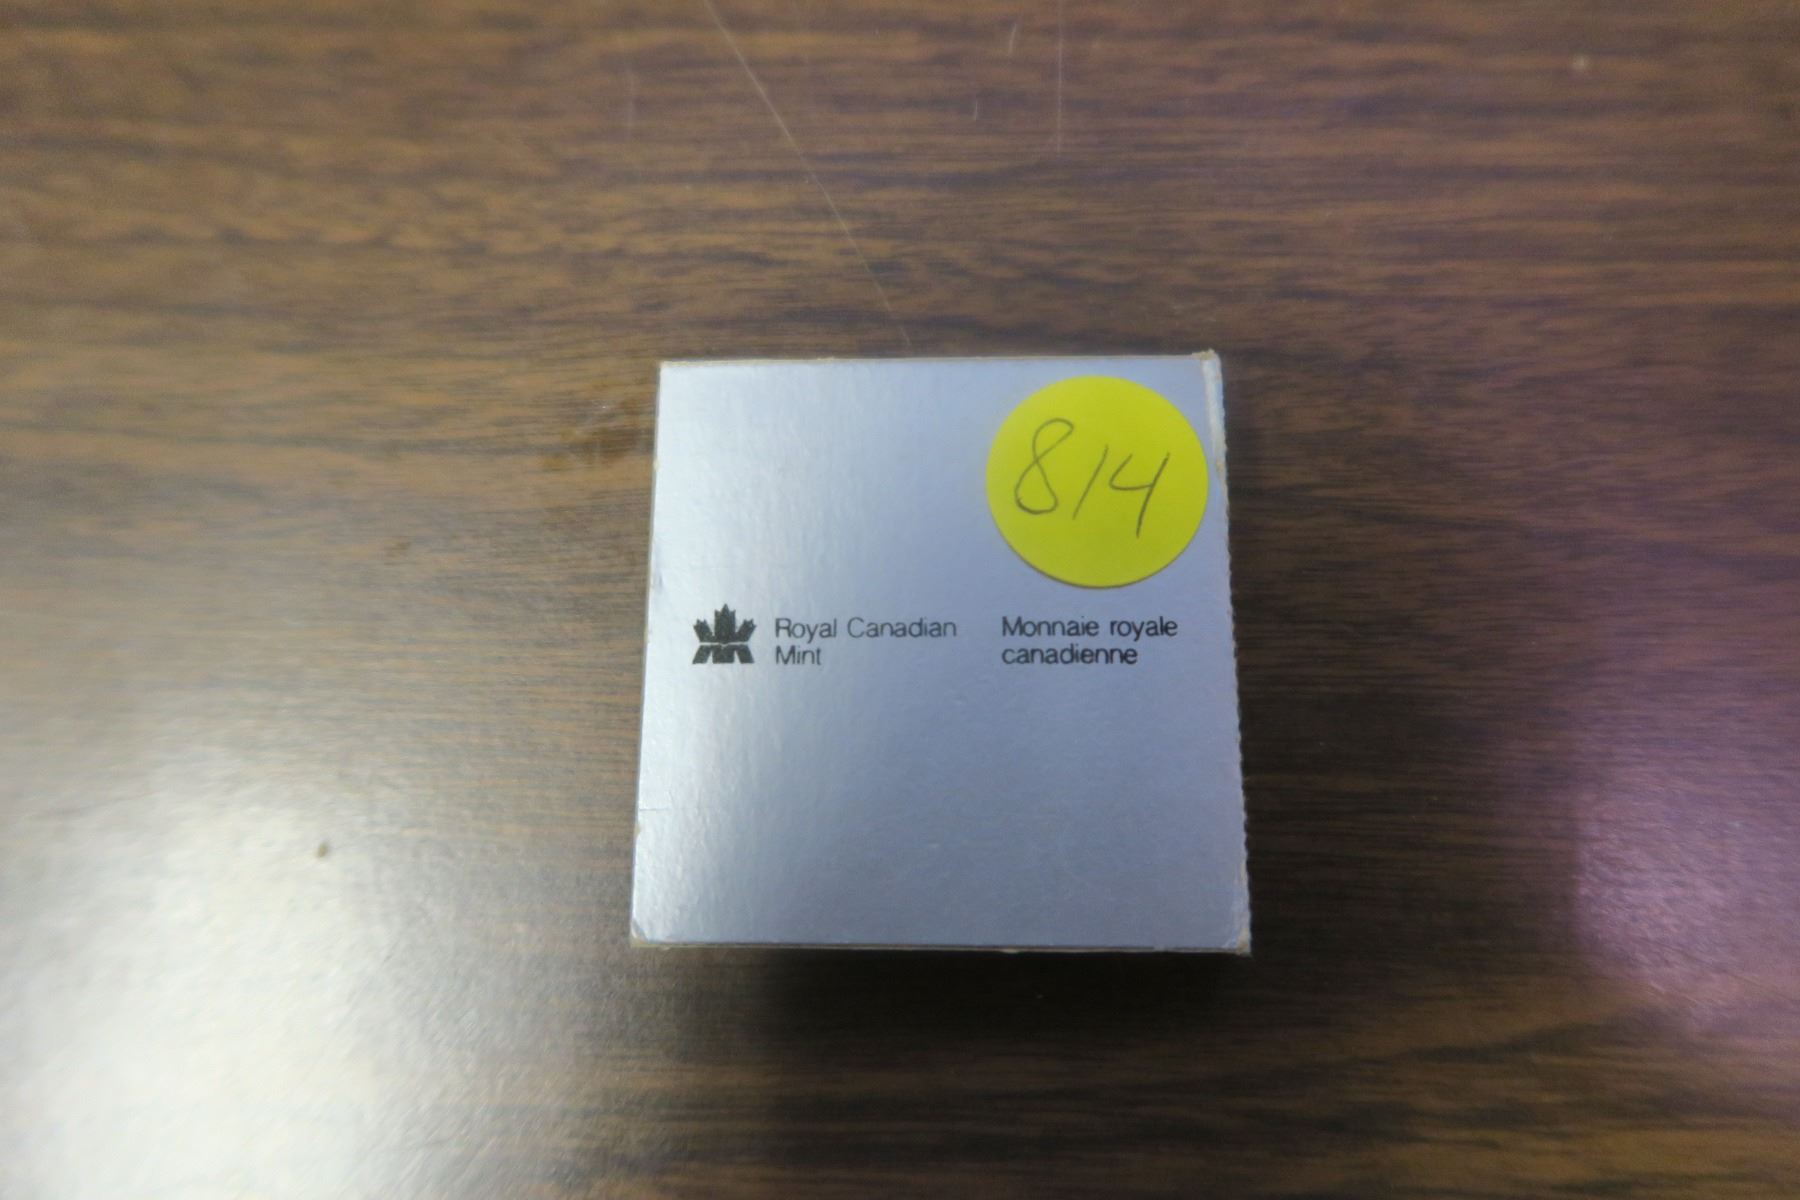 814
Royal Canadian
Mint
Monnaie royale
canadienne